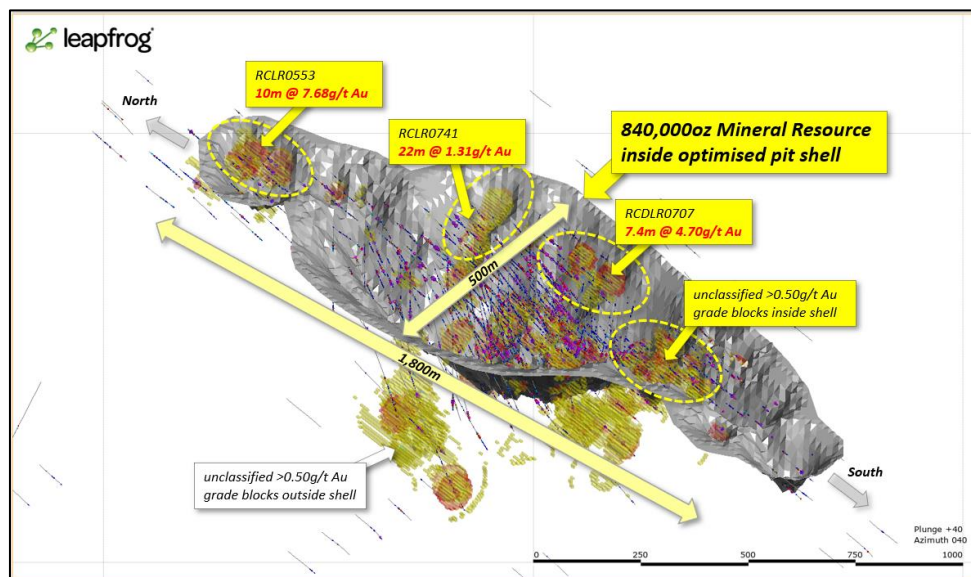 leapfrog
RCLR0553
10m @ 7.68g/t Au
North
RCLR0741
22m @ 1.31g/t Au
840,000oz Mineral Resource
inside optimised pit shell
RCDLR0707
7.4m @ 4.70g/t Au
500m
unclassified >0.50g/t Au
grade blocks inside shell
1,800m
unclassified >0.50g/t Au
grade blocks outside shell
South
Plunge +40
Azimuth 040
0 250 500 750 1000